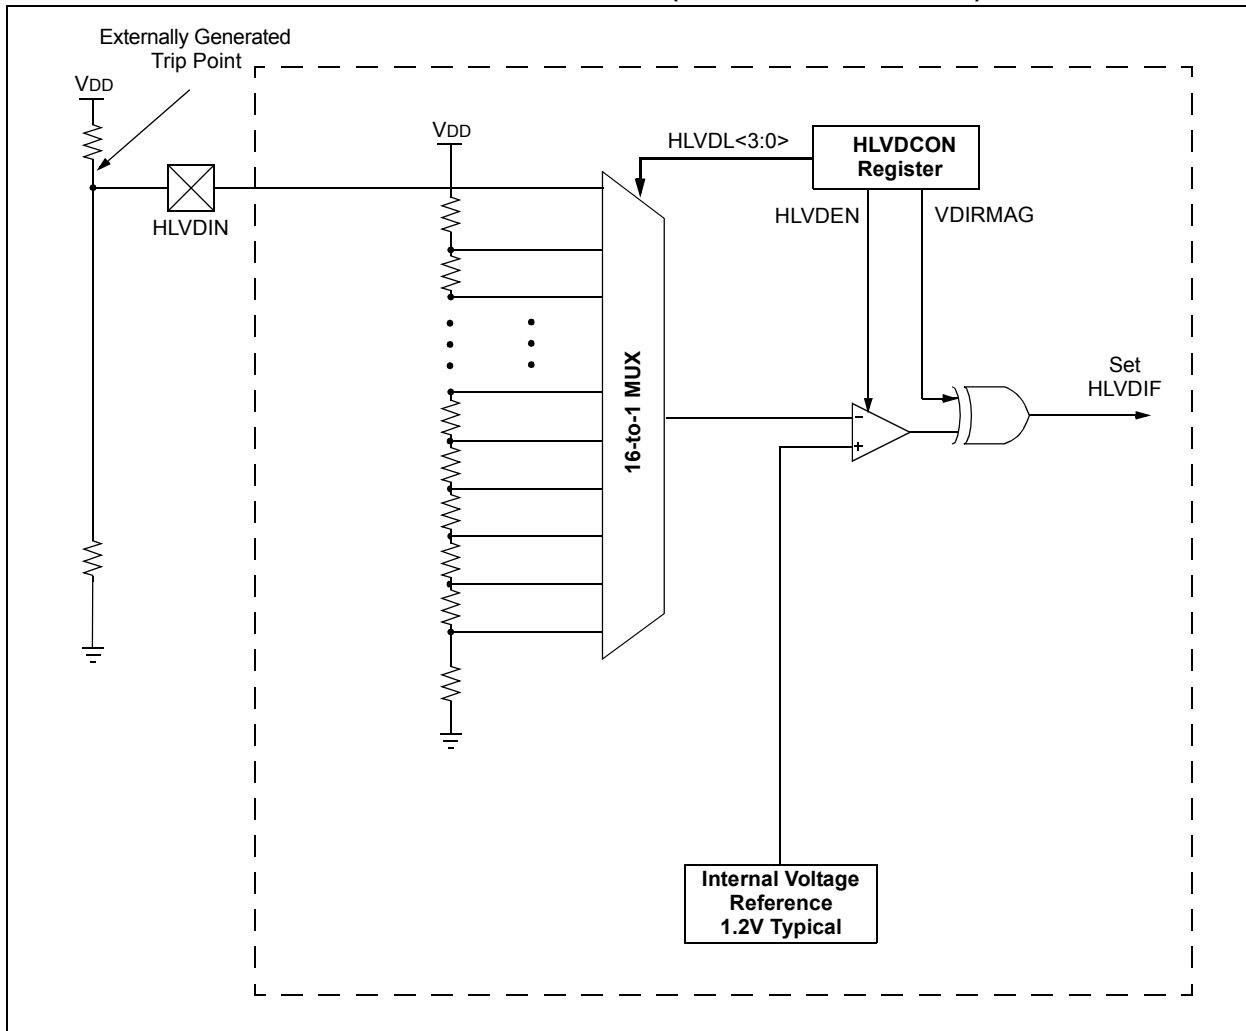 Externally Generated
Trip Point
VDD
VDD
HLVDL<3:0>
HLVDCON
Register
HLVDIN
HLVDEN
VDIRMAG
16-to-1 MUX
Set
HLVDIF
–
+
Internal Voltage
Reference
1.2V Typical